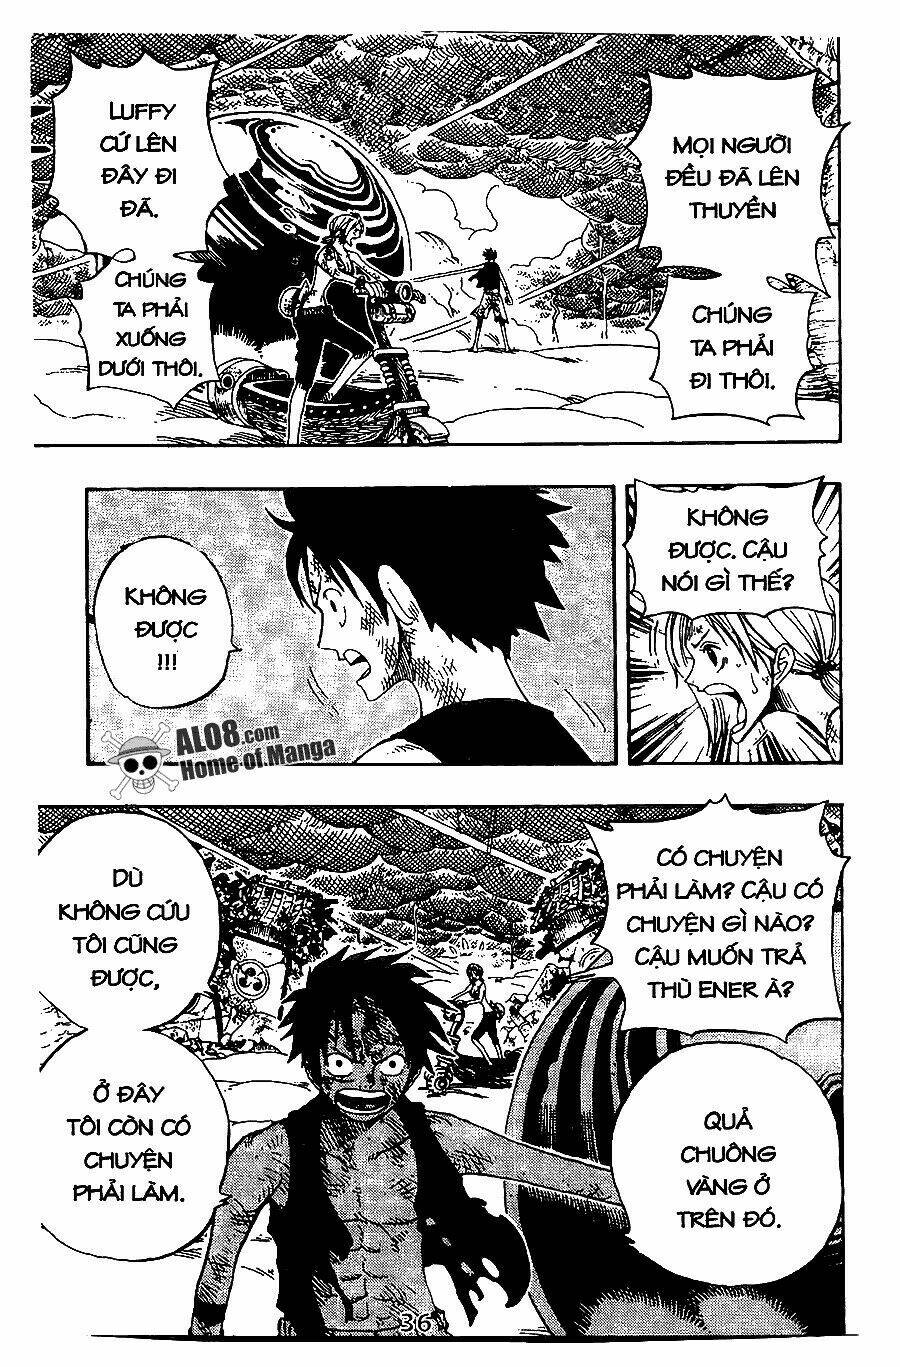 MỌI NGƯỜI
ĐỀU ĐÃ LÊN
THUYỀN
CHÚNG
TA PHẢI
ĐI THÔI.
LUFFY
CỨ LÊN
ĐÂY ĐI
ĐÃ.
CHÚNG
TA PHẢI
XUỐNG
DƯỚI THÔI.
KHÔNG
ĐƯỢC. CẬU
NÓI GÌ THẾ?
KHÔNG
ĐƯỢC
!!!
AL08.com
Home of Manga
CÓ CHUYỆN
PHẢI LÀM? CẬU CÓ
CHUYỆN GÌ NÀO?
CẬU MUỐN TRẢ
THÙ ENER À?
QUẢ
CHUÔNG
VÀNG Ở
TRÊN ĐÓ.
DÙ
KHÔNG CỨU
TÔI CŨNG
ĐƯỢC,
Ở ĐÂY
TÔI CÒN CÓ
CHUYỆN
PHẢI LÀM.
36